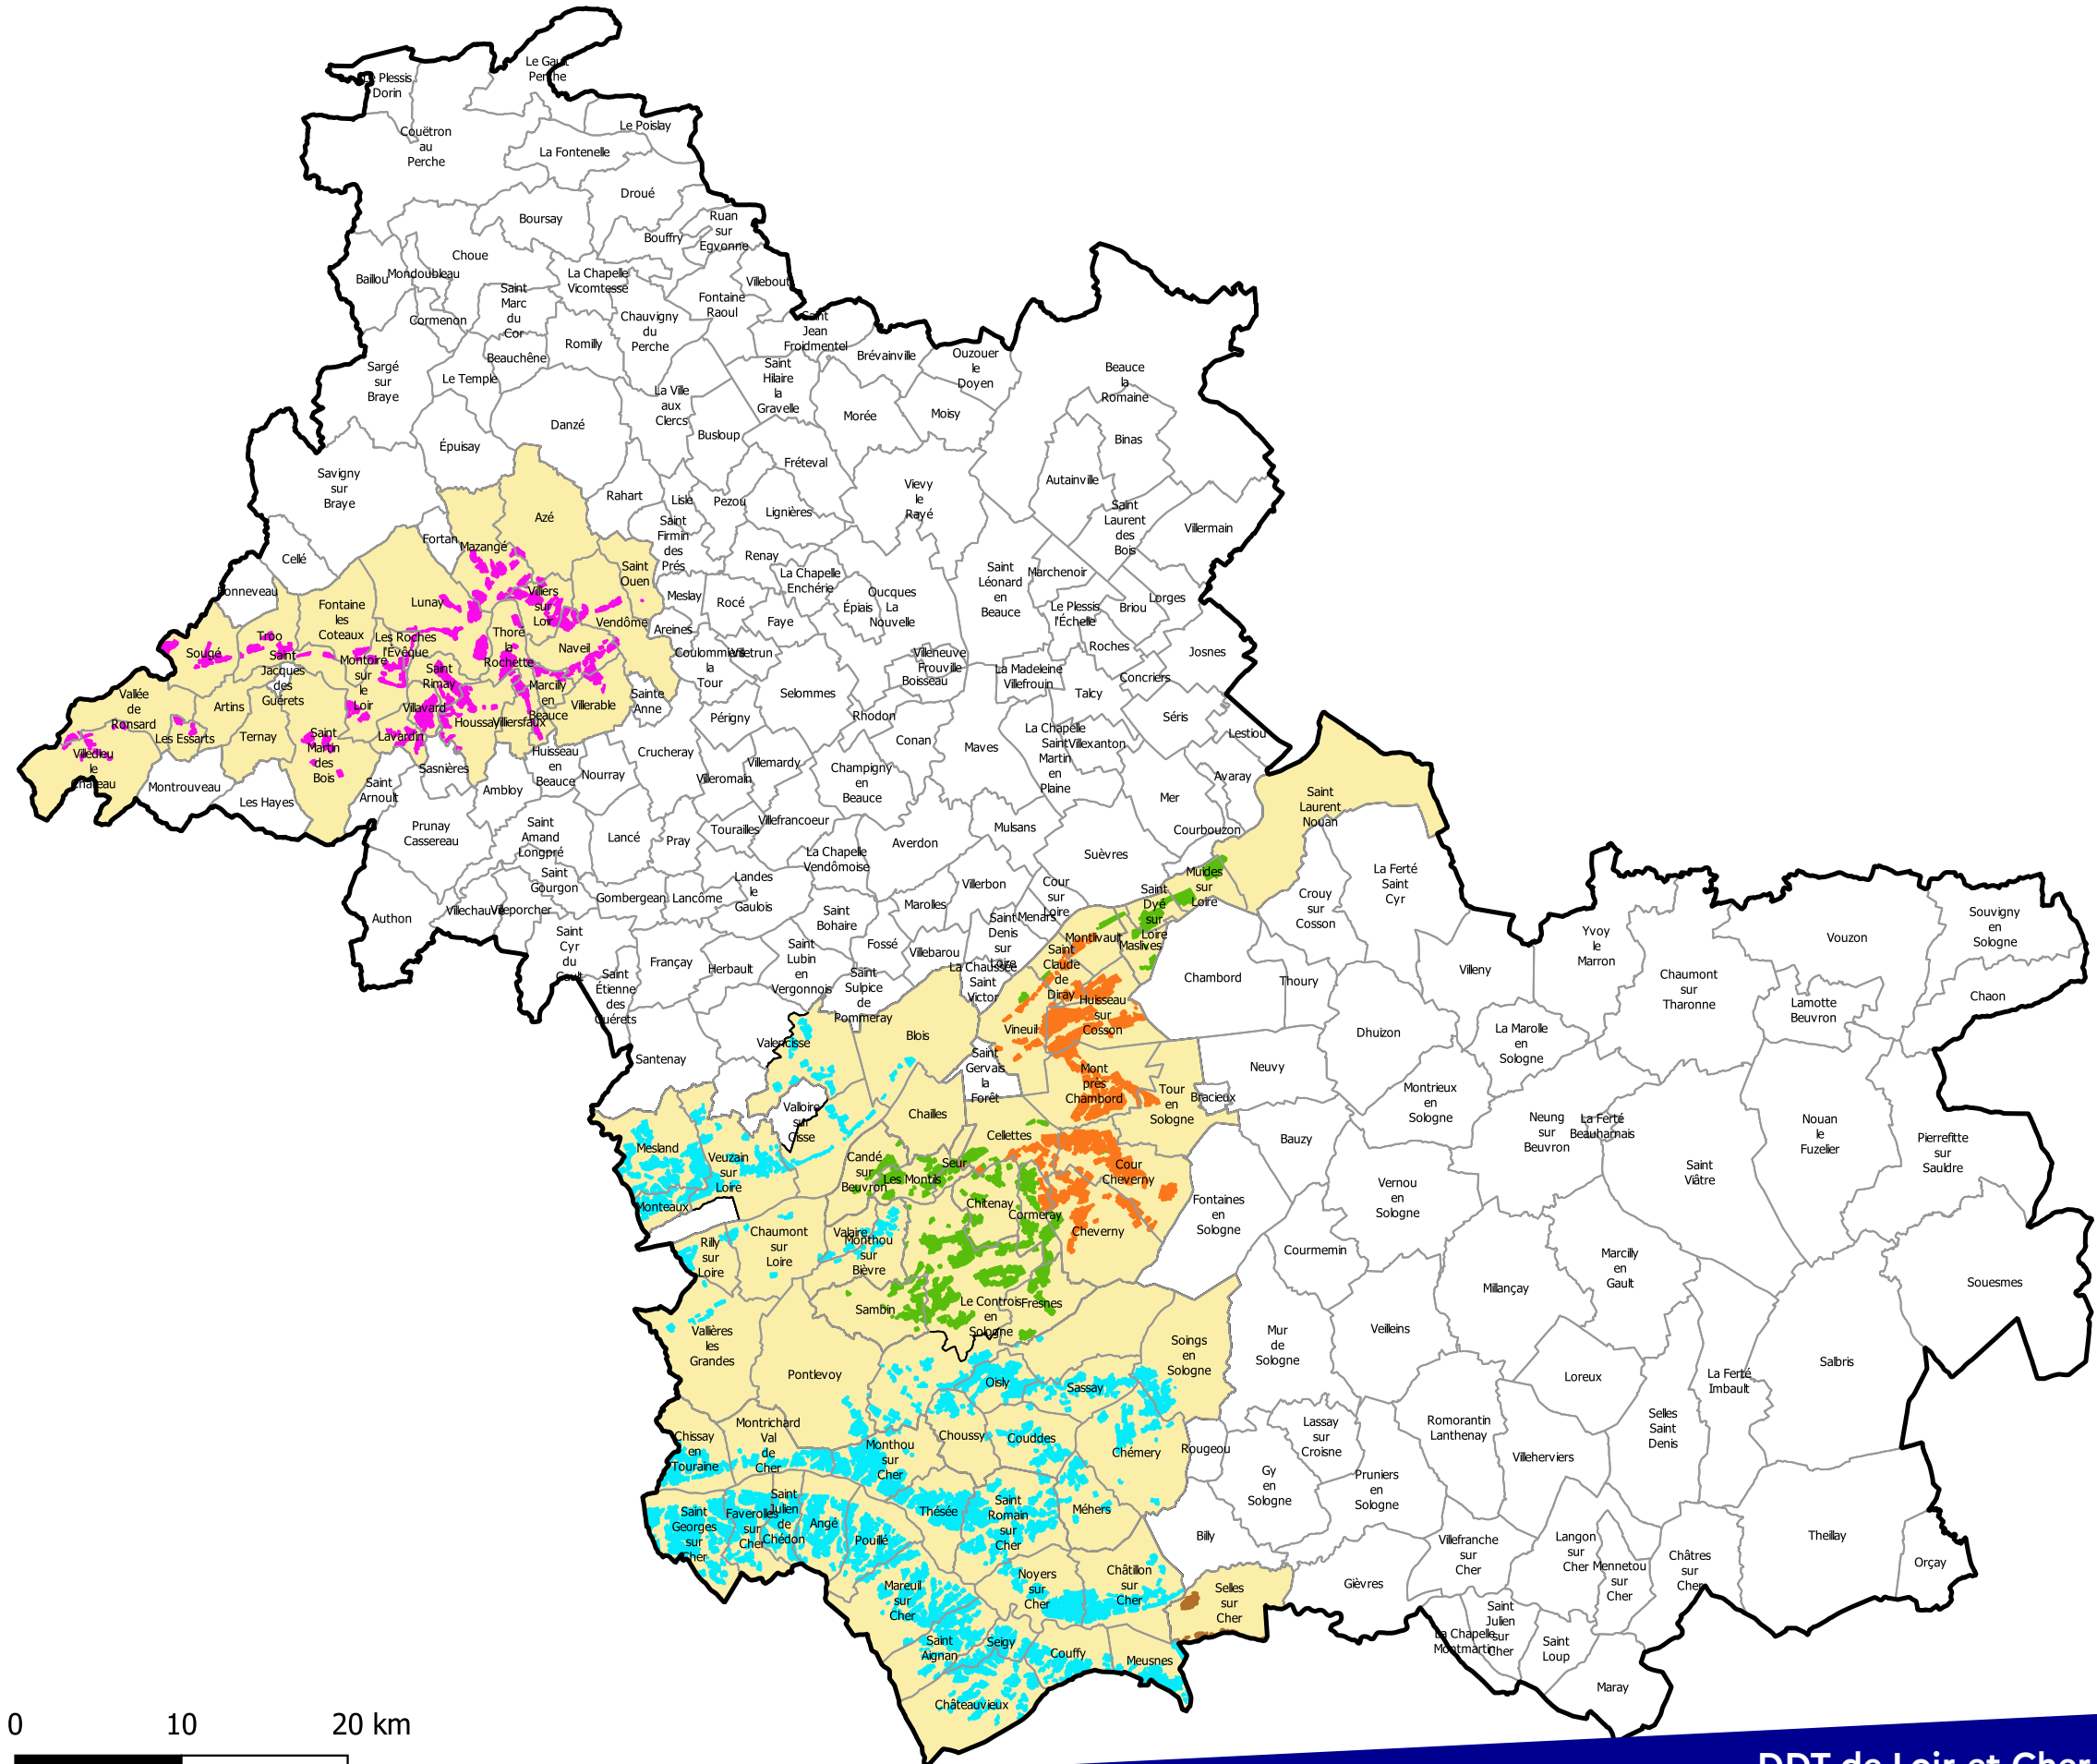 Le Gault
Perche
Le Plessis
Dorin
Couëtron
au
Perche
Le Poislay
La Fontenelle
Droué
Boursay
Ruan
sur
Egvonne
Bouffry
Choue
Mondoubleau
Baillou
La Chapelle
Vicomtesse
Villebout
Saint
Marc
du
Cor
Fontaine
Raoul
Cormenon
Chauvigny
du
Perche
Saint
Jean
Froidmentel
Romilly
Beauchêne
Brévainville
Ouzouer
le
Doyen
Sargé
sur
Braye
Le Temple
Saint
Hilaire
la
Gravelle
Beauce
la
Romaine
La Ville
aux
Clercs
Morée
Moisy
Danzé
Busloup
Binas
Épuisay
Fréteval
Savigny
sur
Braye
Autainville
Rahart
Lisle
Pezou
Vievy
le
Rayé
Lignières
Azé
Saint
Laurent
des
Bois
Villermain
Saint
Firmin
des
Prés
Fortan
Mazangé
Cellé
Renay
Saint
Ouen
La Chapelle
Enchérie
Saint
Léonard
en
Beauce
Marchenoir
Bonneveau
Lunay
Villiers
sur
Loir
Meslay
Rocé
Oucques
La
Nouvelle
Épiais
Lorges
Briou
Le Plessis
l'Échelle
Fontaine
les
Coteaux
Faye
Vendôme
Areines
Troo
Les Roches
l'Évêque
Thoré
la
Rochette
Naveil
Sougé
Saint
Jacques
des
Guérets
Montoire
sur
le
Loir
Coulommiers
la
Tour
Villetrun
Villeneuve
Frouville
Boisseau
Roches
Josnes
La Madeleine
Villefrouin
Concriers
Talcy
Saint
Rimay
Marcilly
en
Beauce
Sainte
Anne
Selommes
Vallée
de
Ronsard
Artins
Villavard
Villerable
Houssay
Villiersfaux
Périgny
Rhodon
Séris
Les Essarts
Ternay
Lavardin
Saint
Martin
des
Bois
Conan
Maves
La Chapelle
Saint
Martin
en
Plaine
Villexanton
Lestiou
Villedieu
le
Château
Huisseau
en
Beauce
Crucheray
Villemardy
Nourray
Villeromain
Champigny
en
Beauce
Avaray
Sasnières
Montrouveau
Les Hayes
Saint
Arnoult
Ambloy
Mer
Saint
Laurent
Nouan
Prunay
Cassereau
Saint
Amand
Longpré
Lancé
Pray
Tourailles
Villefrancoeur
Mulsans
Courbouzon
Averdon
Suèvres
La Chapelle
Vendômoise
Saint
Gourgon
Landes
le
Gaulois
Villerbon
Cour
sur
Loire
Muides
sur
Loire
La Ferté
Saint
Cyr
Gombergean
Lancôme
Marolles
Saint
Dyé
sur
Loire
Crouy
sur
Cosson
Authon
Villechauve
Villeporcher
Saint
Bohaire
Saint
Denis
sur
Loire
Menars
Souvigny
en
Sologne
Vouzon
Yvoy
le
Marron
Saint
Cyr
du
Gault
Fossé
Villebarou
Montlivault
Maslives
Saint
Lubin
en
Vergonnois
Françay
Herbault
Saint
Claude
de
Diray
La Chaussée
Saint
Victor
Villeny
Chaumont
sur
Tharonne
Saint
Étienne
des
Guérets
Saint
Sulpice
de
Pommeray
Chambord
Thoury
Chaon
Lamotte
Beuvron
Huisseau
sur
Cosson
Vineuil
Blois
Dhuizon
La Marolle
en
Sologne
Valencisse
Santenay
Saint
Gervais
la
Forêt
Mont
près
Chambord
Neuvy
Tour
en
Sologne
Bracieux
Montrieux
en
Sologne
Neung
sur
Beuvron
La Ferté
Beauharnais
Nouan
le
Fuzelier
Valloire
sur
Cisse
Chailles
Cellettes
Bauzy
Pierrefitte
sur
Sauldre
Mesland
Veuzain
sur
Loire
Candé
sur
Beuvron
Seur
Les Montils
Cour
Cheverny
Saint
Viâtre
Vernou
en
Sologne
Monteaux
Chitenay
Cormeray
Fontaines
en
Sologne
Cheverny
Chaumont
sur
Loire
Valaire
Monthou
sur
Bièvre
Rilly
sur
Loire
Courmemin
Marcilly
en
Gault
Millançay
Souesmes
Sambin
Le Controis
en
Sologne
Fresnes
Vallières
les
Grandes
Soings
en
Sologne
Mur
de
Sologne
Veilleins
Pontlevoy
Oisly
Sassay
Loreux
La Ferté
Imbault
Salbris
Chissay
en
Touraine
Montrichard
Val
de
Cher
Monthou
sur
Cher
Choussy
Couddes
Chémery
Rougeou
Lassay
sur
Croisne
Romorantin
Lanthenay
Selles
Saint
Denis
Villeherviers
Gy
en
Sologne
Pruniers
en
Sologne
Saint
Georges
sur
Cher
Faverolles
sur
Cher
Saint
Julien
de
Chédon
Angé
Pouillé
Thésée
Saint
Romain
sur
Cher
Méhers
Billy
Villefranche
sur
Cher
Langon
sur
Cher
Mennetou
sur
Cher
Châtres
sur
Cher
Theillay
Orçay
Mareuil
sur
Cher
Noyers
sur
Cher
Châtillon
sur
Cher
Selles
sur
Cher
Gièvres
Saint
Julien
sur
Cher
La Chapelle
Montmartin
Saint
Loup
Saint
Aignan
Seigy
Couffy
Meusnes
Maray
Châteauvieux
0 10 20 km
DDT de Loir-et-Cher